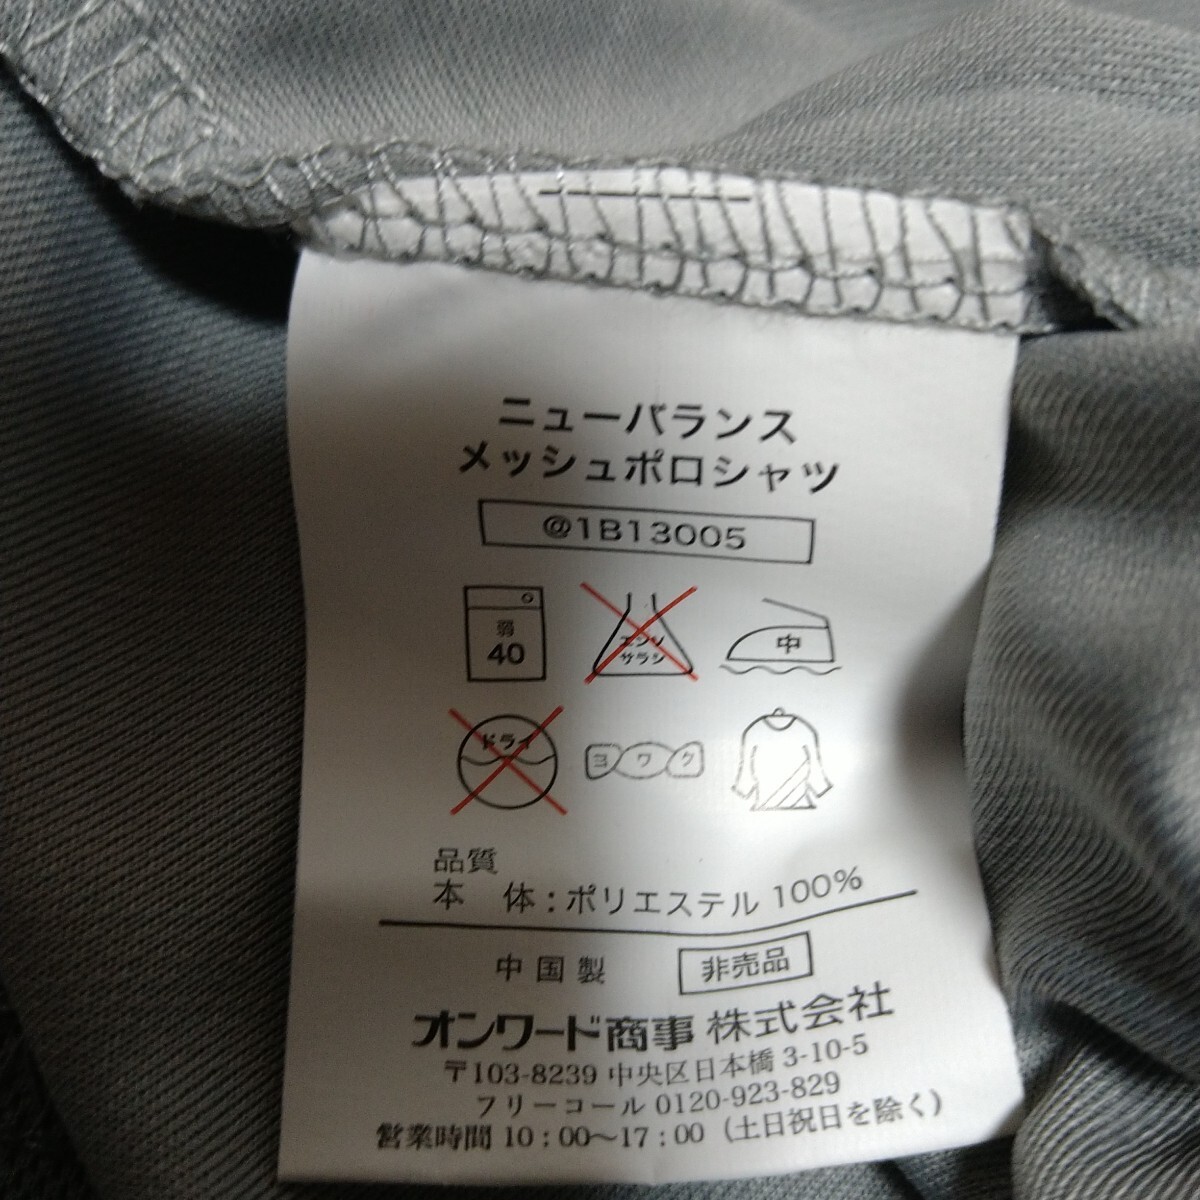 ニューバランス
メッシュポロシャツ
@1B13005
弱
40
エンソ
サラシ
中
ドライ
ヨワク
品質
本 体:ポリエステル 100%
中国製 非売品
オンワード商事 株式会社
〒103-8239 中央区日本橋 3-10-5
フリーコール 0120-923-829
営業時間 10:00〜17:00 (土日祝日を除く)